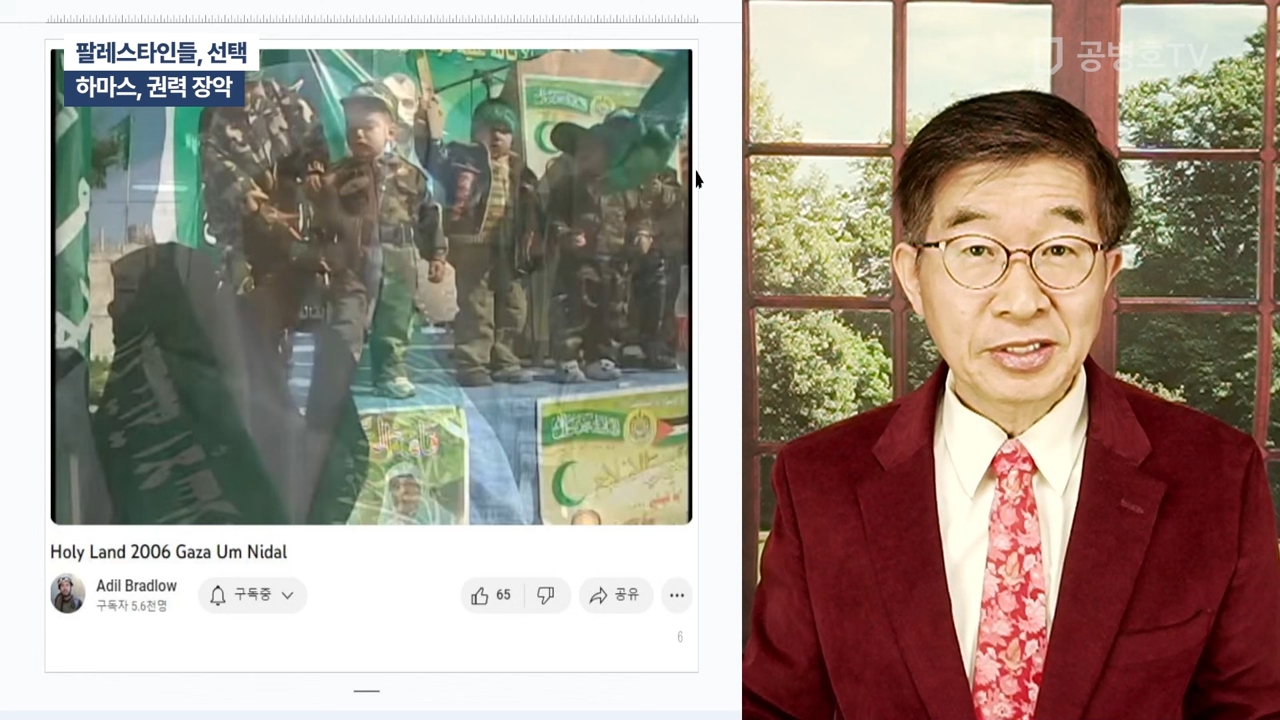 팔레스타인들, 선택
하마스, 권력 장악
공병호TV
Holy Land 2006 Gaza Um Nidal
Adil Bradlow
구독자 5.6천명
구독중
65
공유
6